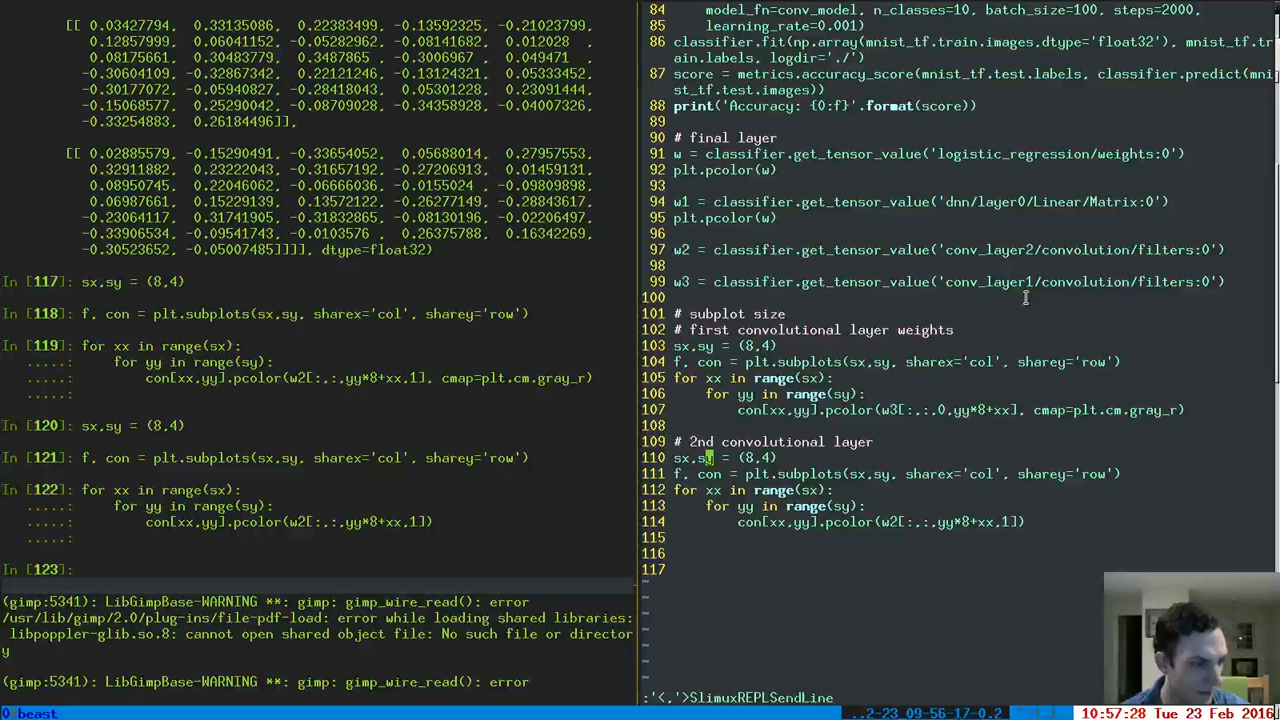 [[ 0.03427794,  0.33135086,  0.22383499, -0.13592325, -0.21023799,
0.12857999,  0.06041152, -0.05282962, -0.08141682,  0.012028  ,
0.08175661,  0.30483779,  0.3487865 , -0.3006967 ,  0.049471  ,
-0.30604109, -0.32867342,  0.22121246, -0.13124321,  0.05333452,
-0.30177072, -0.05940827, -0.28418043,  0.05301228,  0.23091444,
-0.15068577,  0.25290042, -0.08709028, -0.34358928, -0.04007326,
-0.33254883,  0.26184496]],
[[ 0.02885579, -0.15290491, -0.33654052,  0.05688014,  0.27957553,
0.32911882,  0.23222043, -0.31657192, -0.27206913,  0.01459131,
0.08950745,  0.22046062, -0.06666036, -0.0155024 , -0.09809898,
0.06987661,  0.15229139,  0.13572122, -0.26277149, -0.28843617,
-0.23064117,  0.31741905, -0.31832865, -0.08130196, -0.02206497,
-0.33906534, -0.09541743, -0.0103576 ,  0.26375788,  0.16342269,
-0.30523652, -0.05007485]]]], dtype=float32)
In [117]: sx,sy = (8,4)
In [118]: f, con = plt.subplots(sx,sy, sharex='col', sharey='row')
In [119]: for xx in range(sx):
.....:     for yy in range(sy):
.....:         con[xx,yy].pcolor(w2[:,:,yy*8+xx,1], cmap=plt.cm.gray_r)
.....:
In [120]: sx,sy = (8,4)
In [121]: f, con = plt.subplots(sx,sy, sharex='col', sharey='row')
In [122]: for xx in range(sx):
.....:     for yy in range(sy):
.....:         con[xx,yy].pcolor(w2[:,:,yy*8+xx,1])
.....:
In [123]:
(gimp:5341): LibGimpBase-WARNING **: gimp: gimp_wire_read(): error
/usr/lib/gimp/2.0/plug-ins/file-pdf-load: error while loading shared libraries:
libpoppler-glib.so.8: cannot open shared object file: No such file or director
y
(gimp:5341): LibGimpBase-WARNING **: gimp: gimp_wire_read(): error
84     model_fn=conv_model, n_classes=10, batch_size=100, steps=2000,
85     learning_rate=0.001)
86 classifier.fit(np.array(mnist_tf.train.images,dtype='float32'), mnist_tf.tr
ain.labels, logdir='./')
87 score = metrics.accuracy_score(mnist_tf.test.labels, classifier.predict(mni
st_tf.test.images))
88 print('Accuracy: {0:f}'.format(score))
89
90 # final layer
91 w = classifier.get_tensor_value('logistic_regression/weights:0')
92 plt.pcolor(w)
93
94 w1 = classifier.get_tensor_value('dnn/layer0/Linear/Matrix:0')
95 plt.pcolor(w)
96
97 w2 = classifier.get_tensor_value('conv_layer2/convolution/filters:0')
98
99 w3 = classifier.get_tensor_value('conv_layer1/convolution/filters:0')
100
101 # subplot size
102 # first convolutional layer weights
103 sx,sy = (8,4)
104 f, con = plt.subplots(sx,sy, sharex='col', sharey='row')
105 for xx in range(sx):
106     for yy in range(sy):
107         con[xx,yy].pcolor(w3[:,:,0,yy*8+xx], cmap=plt.cm.gray_r)
108
109 # 2nd convolutional layer
110 sx,sy = (8,4)
111 f, con = plt.subplots(sx,sy, sharex='col', sharey='row')
112 for xx in range(sx):
113     for yy in range(sy):
114         con[xx,yy].pcolor(w2[:,:,yy*8+xx,1])
115
116
117
~
~
~
~
~
~
~
:'<,'>SlimuxREPLSendLine
0 beast
..2-23_09-56-17-0.2
10:57:28 Tue 23 Feb 2016